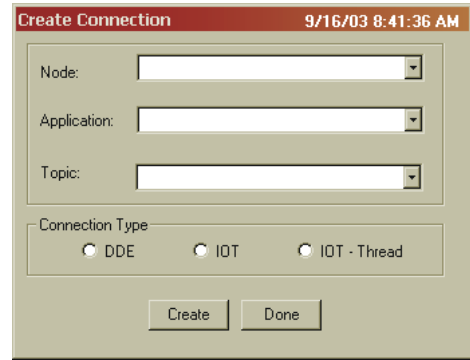 Create Connection 9/16/03 8:41:36 AM
Node:
Application:
Topic:
Connection Type
DDE IOT IOT - Thread
Create Done